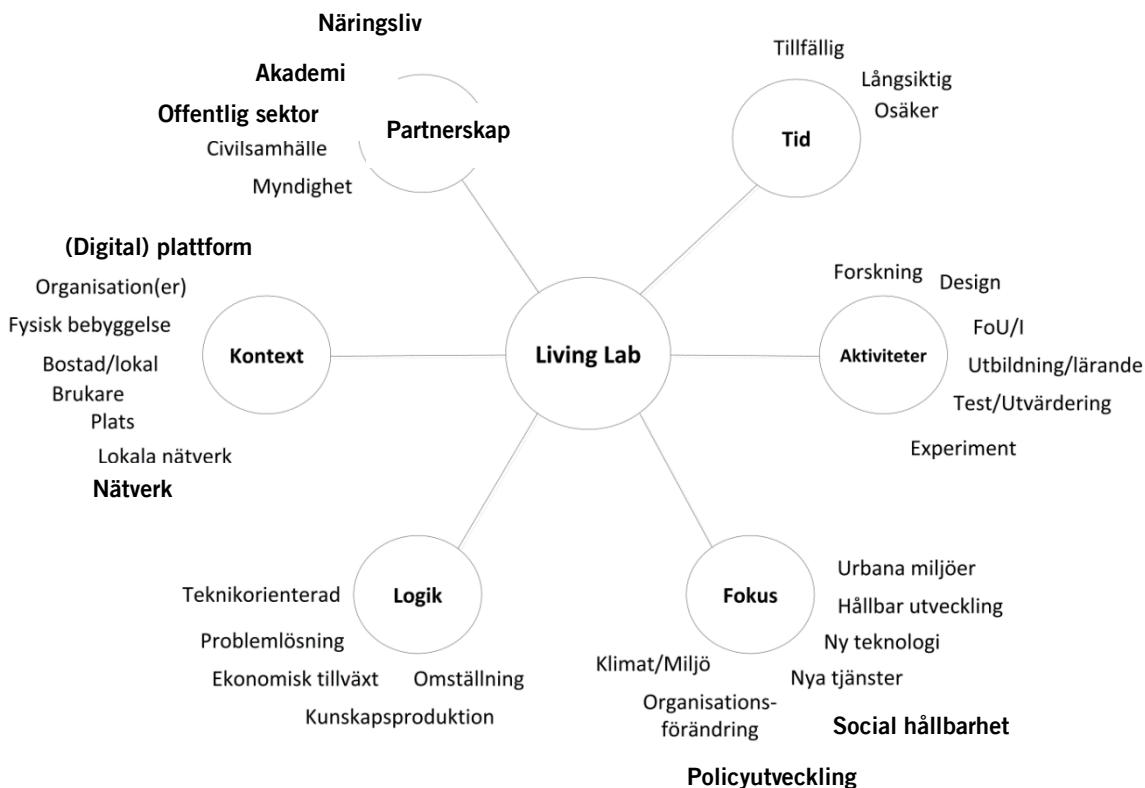 Näringsliv
Akademi
Offentlig sektor
Civilsamhälle
Myndighet
Partnerskap
Tillfällig
Långsiktig
Osäker
Tid
(Digital) plattform
Organisation(er)
Fysisk bebyggelse
Bostad/lokal
Brukare
Plats
Lokala nätverk
Nätverk
Kontext
Living Lab
Forskning
Design
FoU/I
Utbildning/lärande
Test/Utvärdering
Experiment
Aktiviteter
Teknikorienterad
Problemlösning
Ekonomisk tillväxt
Omställning
Kunskapsproduktion
Logik
Fokus
Urbana miljöer
Hållbar utveckling
Ny teknologi
Nya tjänster
Klimat/Miljö
Organisations-
förändring
Social hållbarhet
Policyutveckling